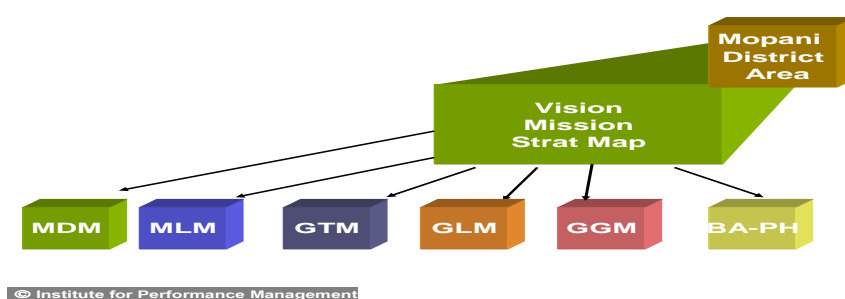 Mopani
District
Area
Vision
Mission
Strat Map
MDM MLM GTM GLM GGM BA-PH
© Institute for Performance Management